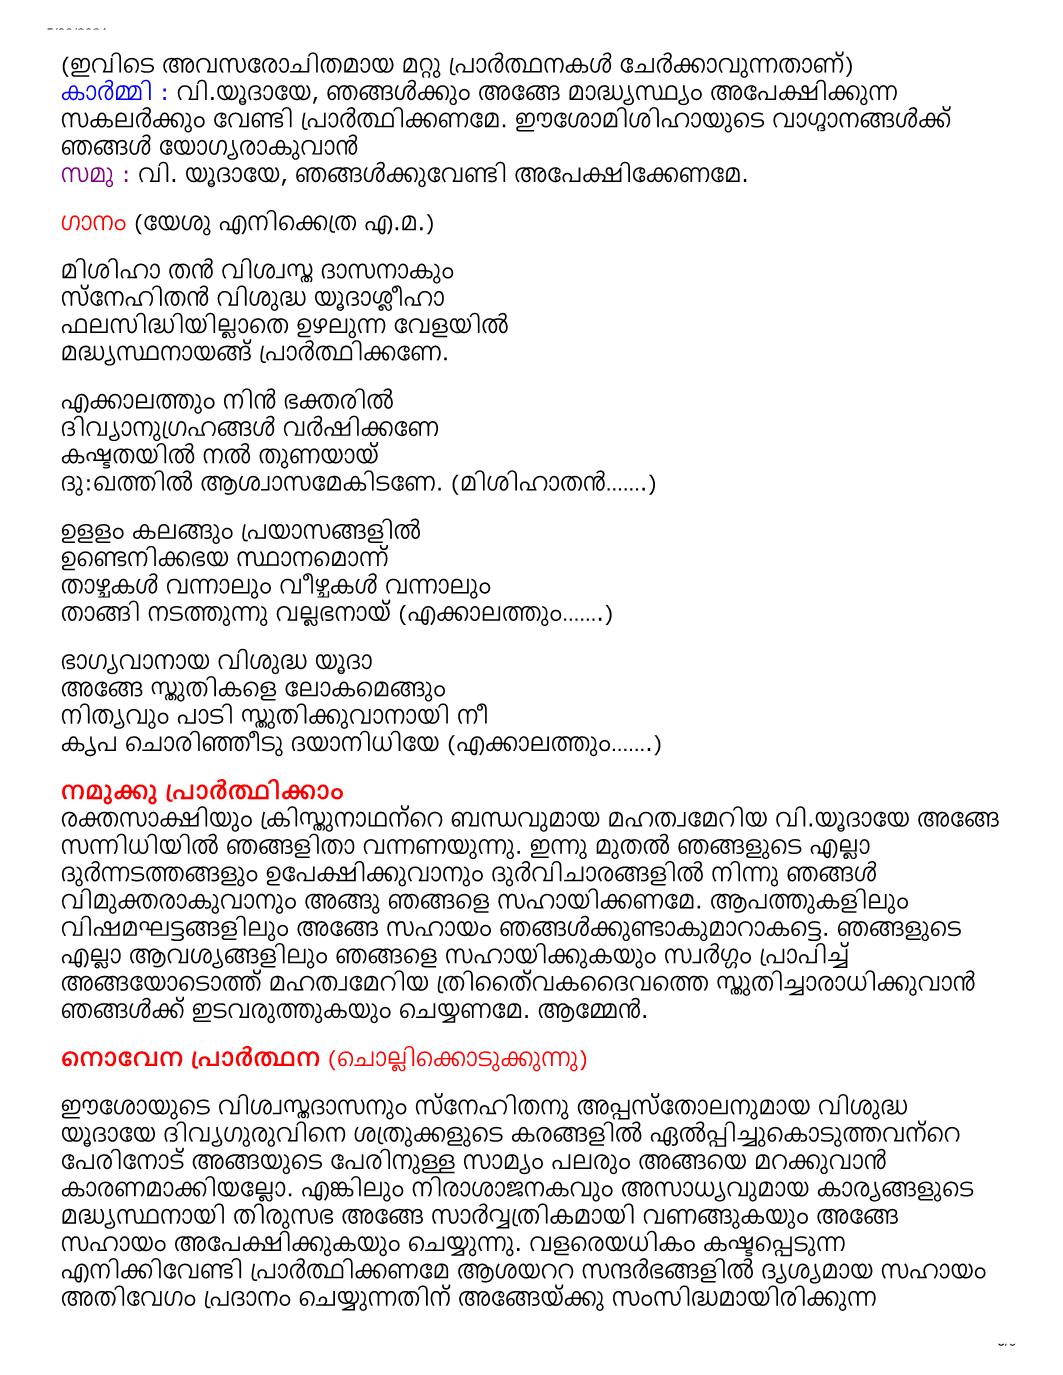 (ഇവിടെ അവസരോചിതമായ മറ്റു പ്രാർത്ഥനകൾ ചേർക്കാവുന്നതാണ്)
കാർമ്മി : വി.യൂദായേ, ഞങ്ങൾക്കും അങ്ങേ മാദ്ധ്യസ്ഥ്യം അപേക്ഷിക്കുന്ന
സകലർക്കും വേണ്ടി പ്രാർത്ഥിക്കണമേ. ഈശോമിശിഹായുടെ വാഗ്ദാനങ്ങൾക്ക്
ഞങ്ങൾ യോഗ്യരാകുവാൻ
സമൂ : വി. യൂദായേ, ഞങ്ങൾക്കുവേണ്ടി അപേക്ഷിക്കേണമേ.
ഗാനം (യേശു എനിക്കെത്ര എ.മ.)
മിശിഹാ തൻ വിശ്വസ്ത ദാസനാകും
സ്നേഹിതൻ വിശുദ്ധ യൂദാശ്ലീഹാ
ഫലസിദ്ധിയില്ലാതെ ഉഴലുന്ന വേളയിൽ
മദ്ധ്യസ്ഥനായങ്ങ് പ്രാർത്ഥിക്കണേ.
എക്കാലത്തും നിൻ ഭക്തരിൽ
ദിവ്യാനുഗ്രഹങ്ങൾ വർഷിക്കണേ
കഷ്ടതയിൽ നൽ തുണയായ്
ദു:ഖത്തിൽ ആശ്വാസമേകിടണേ. (മിശിഹാതൻ.......)
ഉളളം കലങ്ങും പ്രയാസങ്ങളിൽ
ഉണ്ടെനിക്കഭയ സ്ഥാനമൊന്ന്
താഴ്ചകൾ വന്നാലും വീഴ്ചകൾ വന്നാലും
താങ്ങി നടത്തുന്നു വല്ലഭനായ് (എക്കാലത്തും.......)
ഭാഗ്യവാനായ വിശുദ്ധ യൂദാ
അങ്ങേ സ്തുതികളെ ലോകമെങ്ങും
നിത്യവും പാടി സ്തുതിക്കുവാനായി നീ
കൃപ ചൊരിഞ്ഞീടു ദയാനിധിയേ (എക്കാലത്തും.......)
നമുക്കു പ്രാർത്ഥിക്കാം
രക്തസാക്ഷിയും ക്രിസ്തുനാഥന്റെ ബന്ധവുമായ മഹത്വമേറിയ വി.യൂദായേ അങ്ങേ
സന്നിധിയിൽ ഞങ്ങളിതാ വന്നണയുന്നു. ഇന്നു മുതൽ ഞങ്ങളുടെ എല്ലാ
ദുർന്നടത്തങ്ങളും ഉപേക്ഷിക്കുവാനും ദുർവിചാരങ്ങളിൽ നിന്നു ഞങ്ങൾ
വിമുക്തരാകുവാനും അങ്ങു ഞങ്ങളെ സഹായിക്കണമേ. ആപത്തുകളിലും
വിഷമഘട്ടങ്ങളിലും അങ്ങേ സഹായം ഞങ്ങൾക്കുണ്ടാകുമാറാകട്ടെ. ഞങ്ങളുടെ
എല്ലാ ആവശ്യങ്ങളിലും ഞങ്ങളെ സഹായിക്കുകയും സ്വർഗ്ഗം പ്രാപിച്ച്
അങ്ങയോടൊത്ത് മഹത്വമേറിയ ത്രിതൈ്വകദൈവത്തെ സ്തുതിച്ചാരാധിക്കുവാൻ
ഞങ്ങൾക്ക് ഇടവരുത്തുകയും ചെയ്യണമേ. ആമ്മേൻ.
നൊവേന പ്രാർത്ഥന (ചൊല്ലിക്കൊടുക്കുന്നു)
ഈശോയുടെ വിശ്വസ്തദാസനും സ്നേഹിതനു അപ്പസ്തോലനുമായ വിശുദ്ധ
യൂദായേ ദിവ്യഗുരുവിനെ ശത്രുക്കളുടെ കരങ്ങളിൽ ഏൽപ്പിച്ചുകൊടുത്തവന്റെ
പേരിനോട് അങ്ങയുടെ പേരിനുള്ള സാമ്യം പലരും അങ്ങയെ മറക്കുവാൻ
കാരണമാക്കിയല്ലോ. എങ്കിലും നിരാശാജനകവും അസാധ്യവുമായ കാര്യങ്ങളുടെ
മദ്ധ്യസ്ഥനായി തിരുസഭ അങ്ങേ സാർവ്വത്രികമായി വണങ്ങുകയും അങ്ങേ
സഹായം അപേക്ഷിക്കുകയും ചെയ്യുന്നു. വളരെയധികം കഷ്ടപ്പെടുന്ന
എനിക്കിവേണ്ടി പ്രാർത്ഥിക്കണമേ ആശയററ സന്ദർഭങ്ങളിൽ ദൃശ്യമായ സഹായം
അതിവേഗം പ്രദാനം ചെയ്യുന്നതിന് അങ്ങേയ്ക്കു സംസിദ്ധമായിരിക്കുന്ന